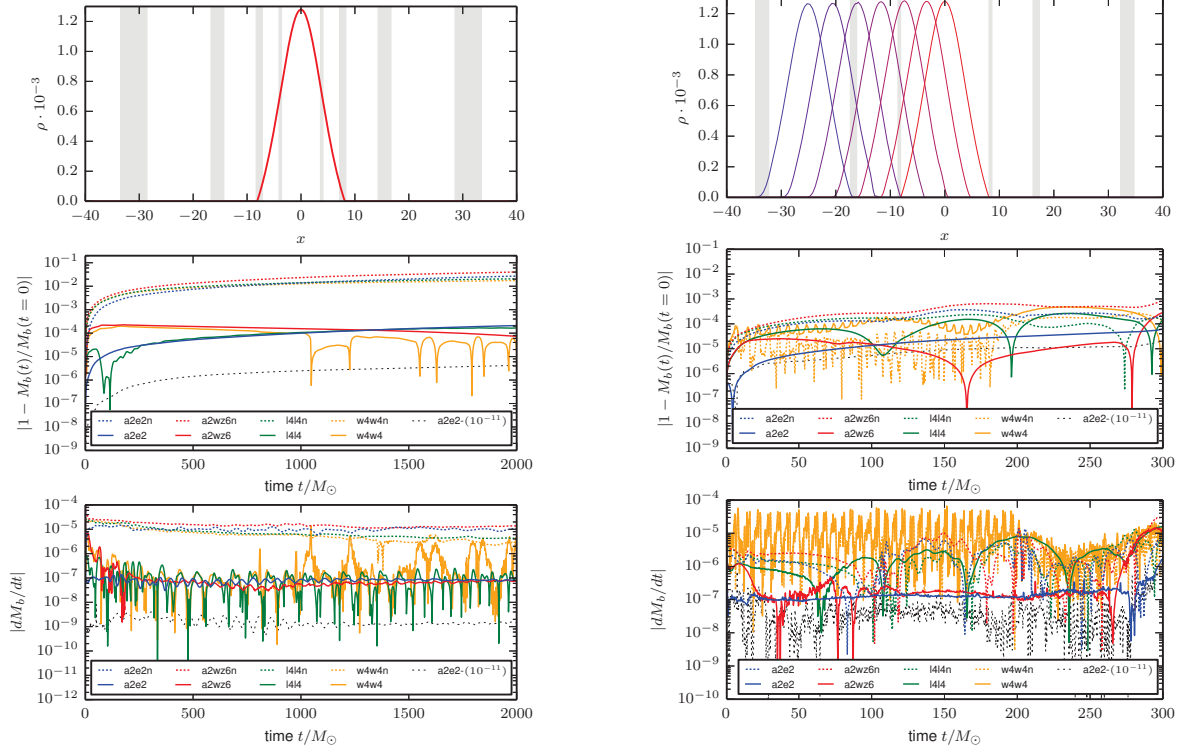 1.2
1.0
0.8
0.6
0.4
0.2
0.0
ρ · 10⁻³
−40 −30 −20 −10 0 10 20 30 40
x
1.2
1.0
0.8
0.6
0.4
0.2
0.0
ρ · 10⁻³
−40 −30 −20 −10 0 10 20 30 40
x
10⁻¹
10⁻²
10⁻³
10⁻⁴
10⁻⁵
10⁻⁶
10⁻⁷
10⁻⁸
10⁻⁹
|1 − M_b(t)/M_b(t = 0)|
a2e2n a2wz6n l4l4n w4w4n a2e2-(10⁻¹¹)
a2e2 a2wz6 l4l4 w4w4
0 500 1000 1500 2000
time t/M_⊙
10⁻¹
10⁻²
10⁻³
10⁻⁴
10⁻⁵
10⁻⁶
10⁻⁷
10⁻⁸
10⁻⁹
|1 − M_b(t)/M_b(t = 0)|
a2e2n a2wz6n l4l4n w4w4n a2e2-(10⁻¹¹)
a2e2 a2wz6 l4l4 w4w4
0 50 100 150 200 250 300
time t/M_⊙
10⁻⁴
10⁻⁵
10⁻⁶
10⁻⁷
10⁻⁸
10⁻⁹
10⁻¹⁰
10⁻¹¹
10⁻¹²
|dM_b/dt|
a2e2n a2wz6n l4l4n w4w4n a2e2-(10⁻¹¹)
a2e2 a2wz6 l4l4 w4w4
0 500 1000 1500 2000
time t/M_⊙
10⁻⁴
10⁻⁵
10⁻⁶
10⁻⁷
10⁻⁸
10⁻⁹
10⁻¹⁰
|dM_b/dt|
a2e2n a2wz6n l4l4n w4w4n a2e2-(10⁻¹¹)
a2e2 a2wz6 l4l4 w4w4
0 50 100 150 200 250 300
time t/M_⊙